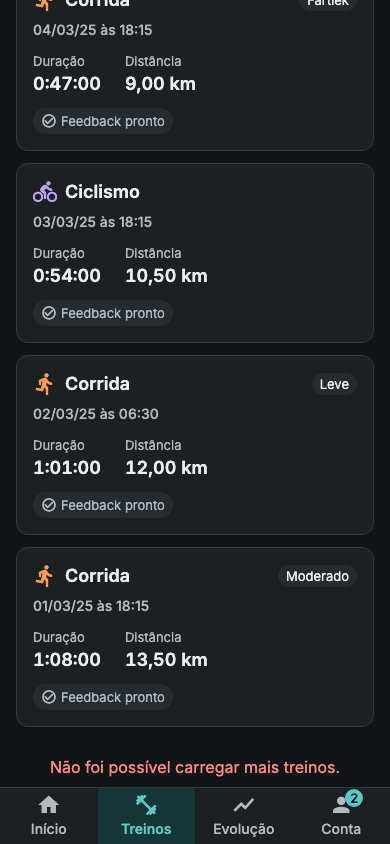 Corrida
Fartlek
04/03/25 às 18:15
Duração Distância
0:47:00 9,00 km
Feedback pronto
Ciclismo
03/03/25 às 18:15
Duração Distância
0:54:00 10,50 km
Feedback pronto
Corrida Leve
02/03/25 às 06:30
Duração Distância
1:01:00 12,00 km
Feedback pronto
Corrida Moderado
01/03/25 às 18:15
Duração Distância
1:08:00 13,50 km
Feedback pronto
Não foi possível carregar mais treinos.
2
Início Treinos Evolução Conta